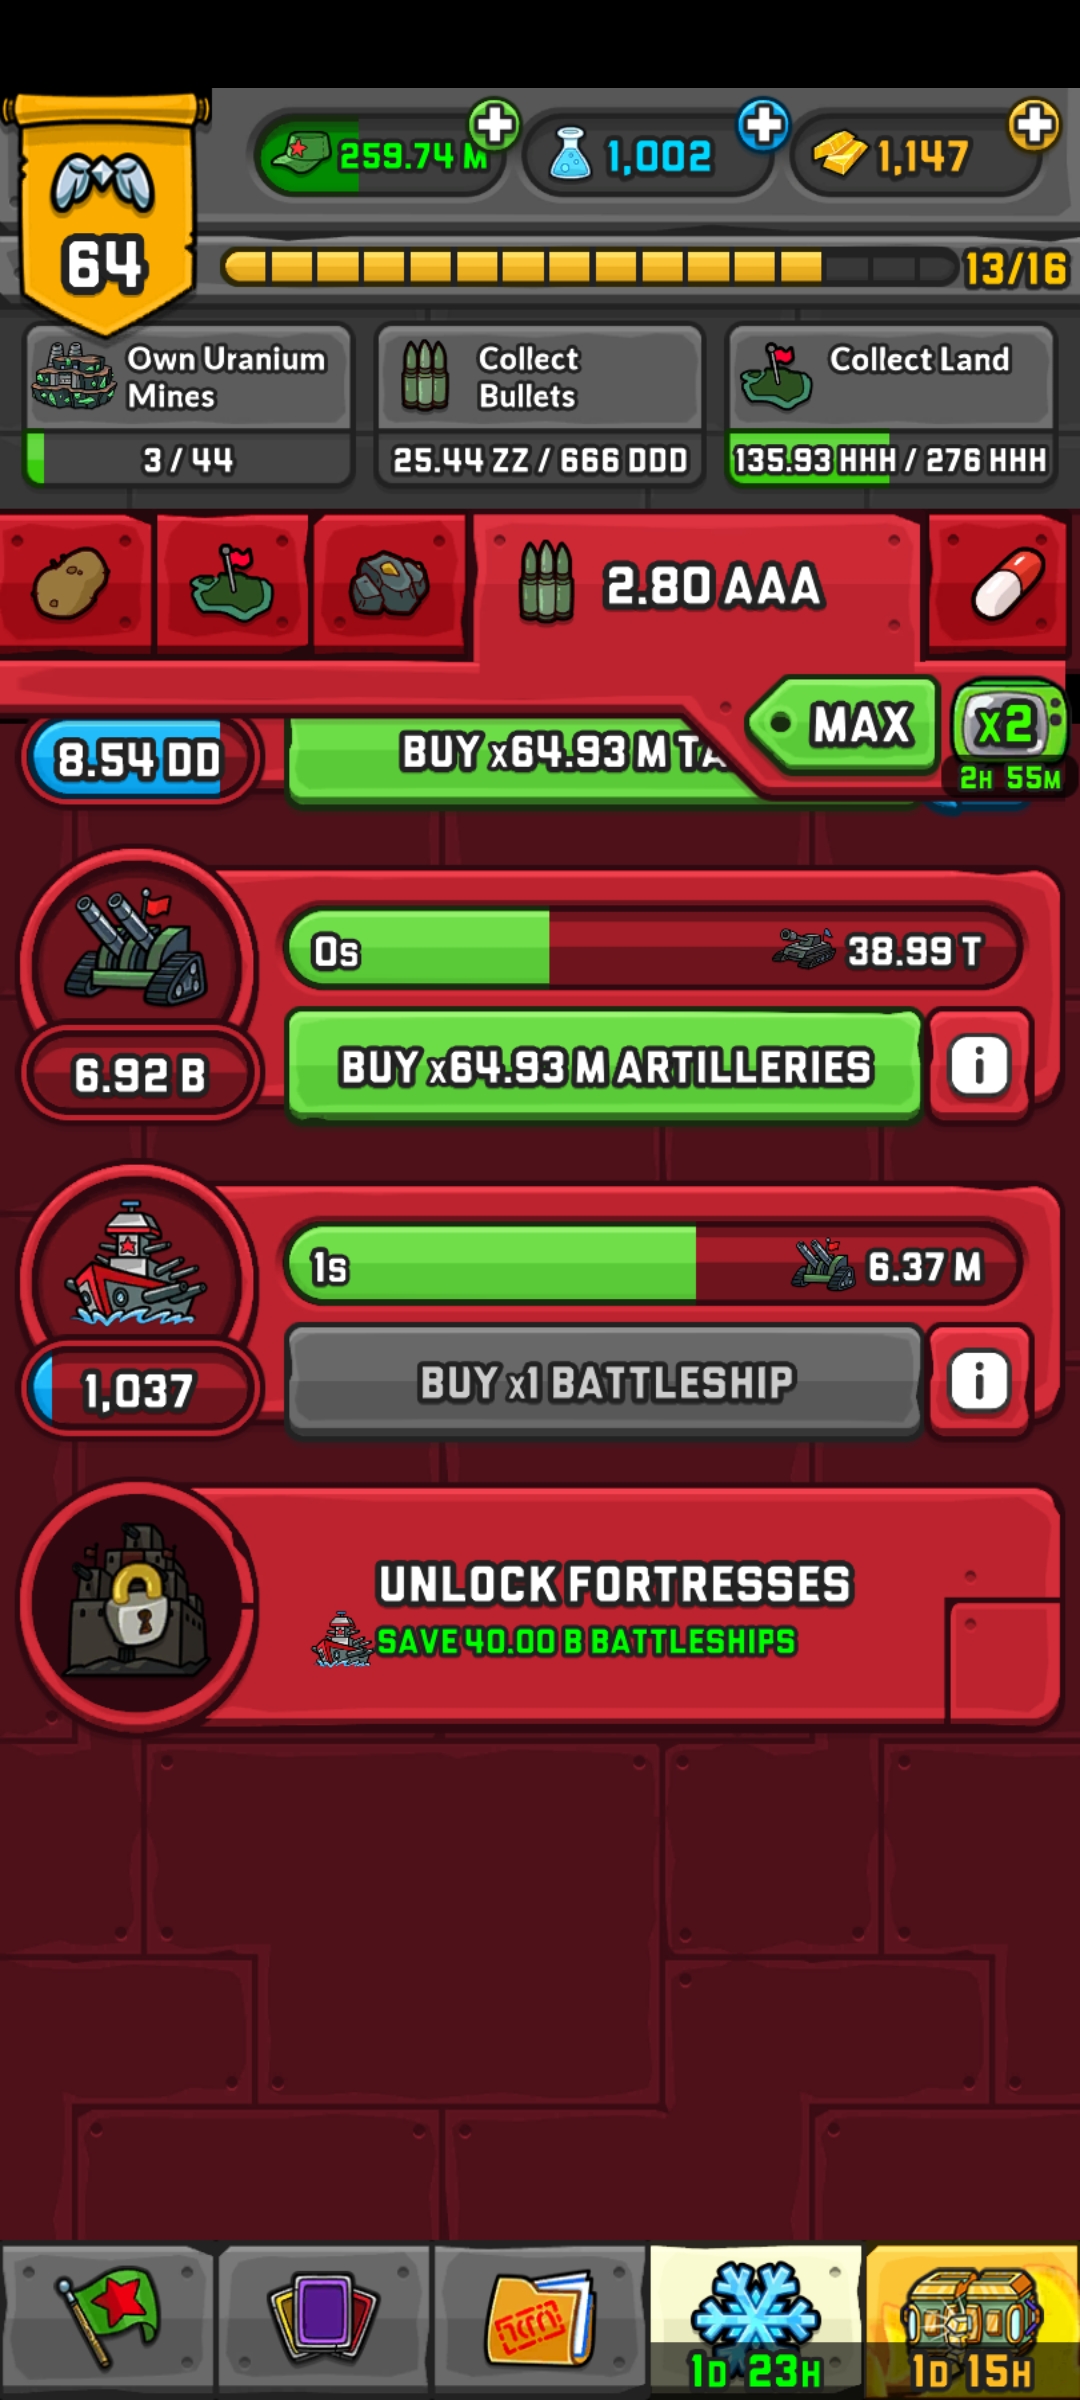 259.74 M
1,002
1,147
64
13/16
Own Uranium
Mines
3 / 44
Collect
Bullets
25.44 ZZ / 666 DDD
Collect Land
135.93 HHH / 276 HHH
2.80 AAA
MAX
x2
2H 55M
8.54 DD
BUY x64.93 M TA
0s
38.99 T
6.92 B
BUY x64.93 M ARTILLERIES
i
1s
6.37 M
1,037
BUY x1 BATTLESHIP
i
UNLOCK FORTRESSES
SAVE 40.00 B BATTLESHIPS
1D 23H
1D 15H